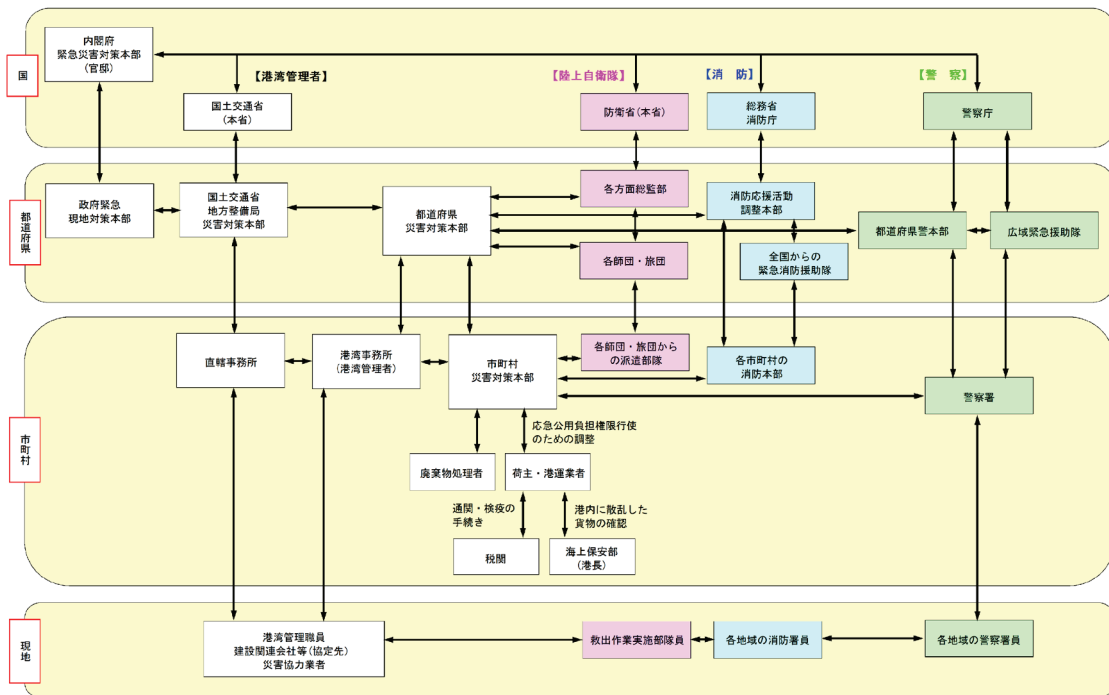 国
内閣府
緊急災害対策本部
(官邸)
【港湾管理者】
【陸上自衛隊】
【消　防】
【警　察】
国土交通省
(本省)
防衛省(本省)
総務省
消防庁
警察庁
都道府県
政府緊急
現地対策本部
国土交通省
地方整備局
災害対策本部
都道府県
災害対策本部
各方面総監部
消防応援活動
調整本部
都道府県警本部
広域緊急援助隊
各師団・旅団
全国からの
緊急消防援助隊
市町村
直轄事務所
港湾事務所
(港湾管理者)
市町村
災害対策本部
各師団・旅団から
の派遣部隊
各市町村の
消防本部
警察署
応急公用負担権限行使
のための調整
廃棄物処理者
荷主・港運業者
通関・検疫の
手続き
港内に散乱した
貨物の確認
税関
海上保安部
(港長)
現地
港湾管理職員
建設関連会社等(協定先)
災害協力業者
救出作業実施部隊員
各地域の消防署員
各地域の警察署員